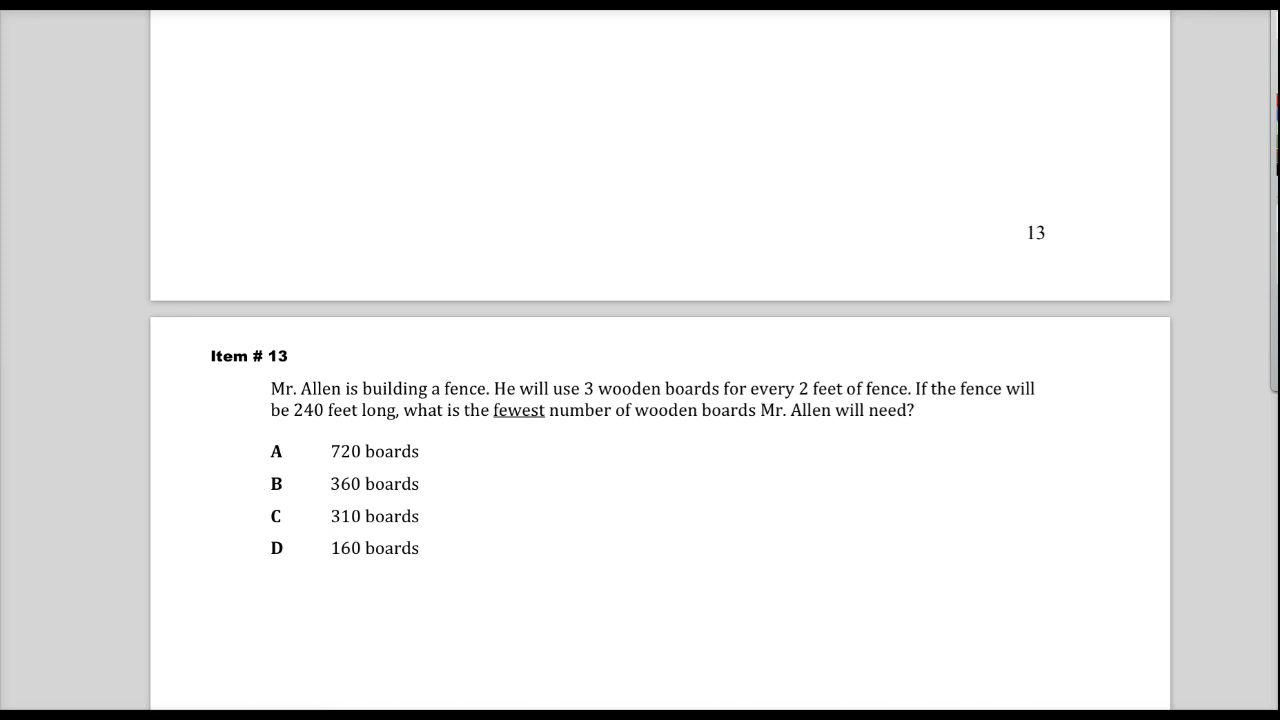 13
Item # 13
Mr. Allen is building a fence. He will use 3 wooden boards for every 2 feet of fence. If the fence will
be 240 feet long, what is the fewest number of wooden boards Mr. Allen will need?
A 720 boards
B 360 boards
C 310 boards
D 160 boards